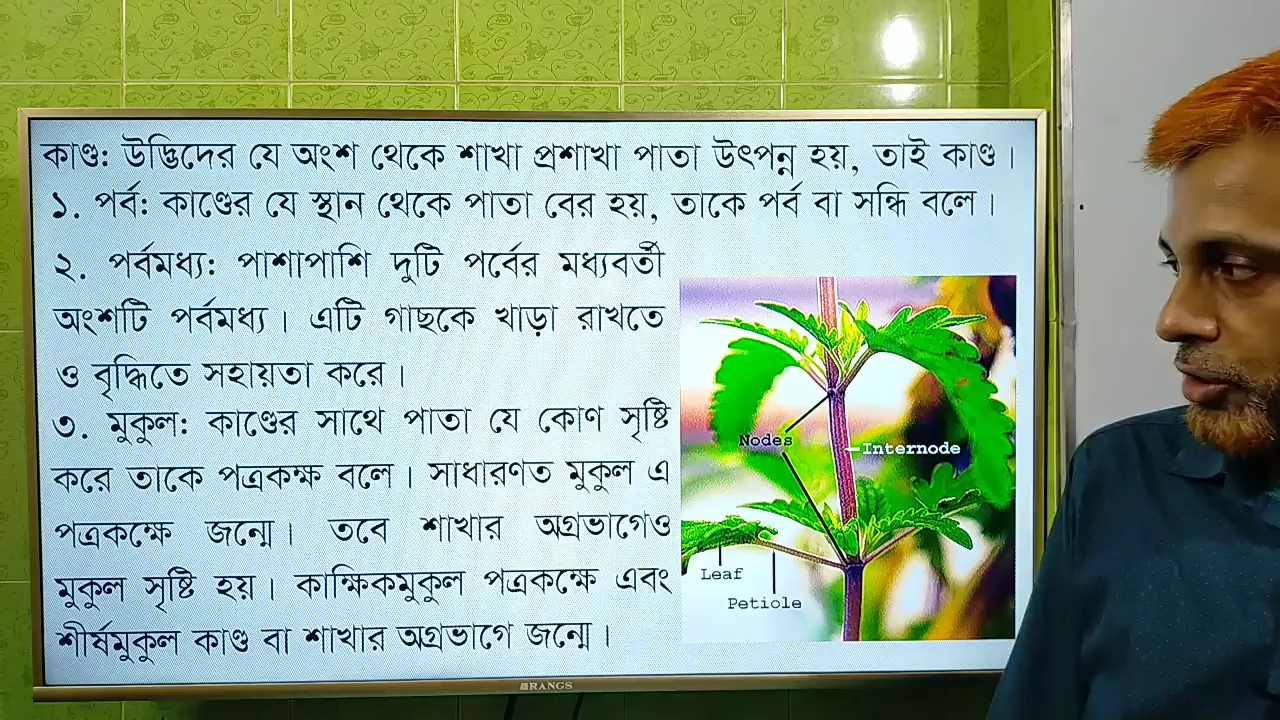 কাণ্ড: উদ্ভিদের যে অংশ থেকে শাখা প্রশাখা পাতা উৎপন্ন হয়, তাই কাণ্ড।
১. পর্ব: কাণ্ডের যে স্থান থেকে পাতা বের হয়, তাকে পর্ব বা সন্ধি বলে।
২. পর্বমধ্য: পাশাপাশি দুটি পর্বের মধ্যবর্তী
অংশটি পর্বমধ্য। এটি গাছকে খাড়া রাখতে
ও বৃদ্ধিতে সহায়তা করে।
৩. মুকুল: কাণ্ডের সাথে পাতা যে কোণ সৃষ্টি
করে তাকে পত্রকক্ষ বলে। সাধারণত মুকুল এ
পত্রকক্ষে জন্মে। তবে শাখার অগ্রভাগেও
মুকুল সৃষ্টি হয়। কাক্ষিকমুকুল পত্রকক্ষে এবং
শীর্ষমুকুল কাণ্ড বা শাখার অগ্রভাগে জন্মে।
Nodes
Internode
Leaf
Petiole
RANGS